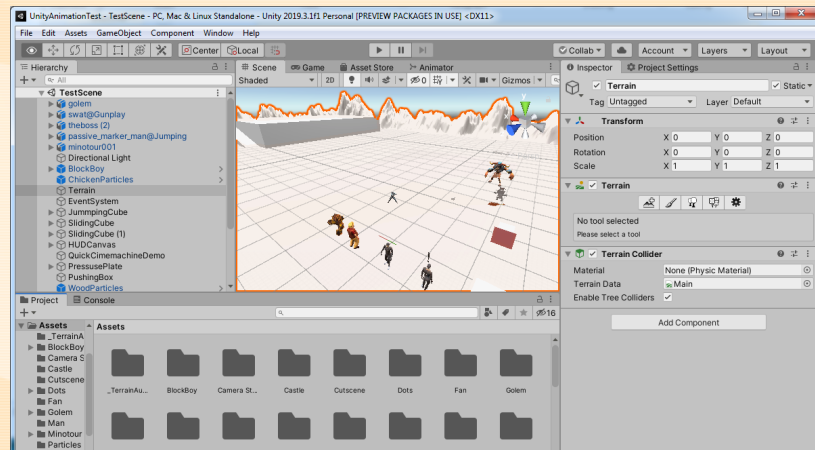 UnityAnimationTest - TestScene - PC, Mac & Linux Standalone - Unity 2019.3.1f1 Personal [PREVIEW PACKAGES IN USE] <DX11>
File Edit Assets GameObject Component Window Help
Center Local Collab Account Layers Layout
Hierarchy
All
TestScene
golem
swat@Gunplay
theboss (2)
passive_marker_man@Jumping
minotour001
Directional Light
BlockBoy
ChickenParticles
Terrain
EventSystem
JummpingCube
SlidingCube
SlidingCube (1)
HUDCanvas
QuickCimemachineDemo
PressusePlate
PushingBox
WoodParticles
Scene Game Asset Store Animator
Shaded 2D 0 Gizmos
y
Inspector Project Settings
Terrain Static
Tag Untagged Layer Default
Transform
Position X 0 Y 0 Z 0
Rotation X 0 Y 0 Z 0
Scale X 1 Y 1 Z 1
Terrain
No tool selected
Please select a tool
Terrain Collider
Material None (Physic Material)
Terrain Data Main
Enable Tree Colliders
Add Component
Project Console
16
Assets
_TerrainA
BlockBoy
Camera S
Castle
Cutscene
Dots
Fan
Golem
Man
Minotour
Particles
Assets
_TerrainAu... BlockBoy Camera St... Castle Cutscene Dots Fan Golem